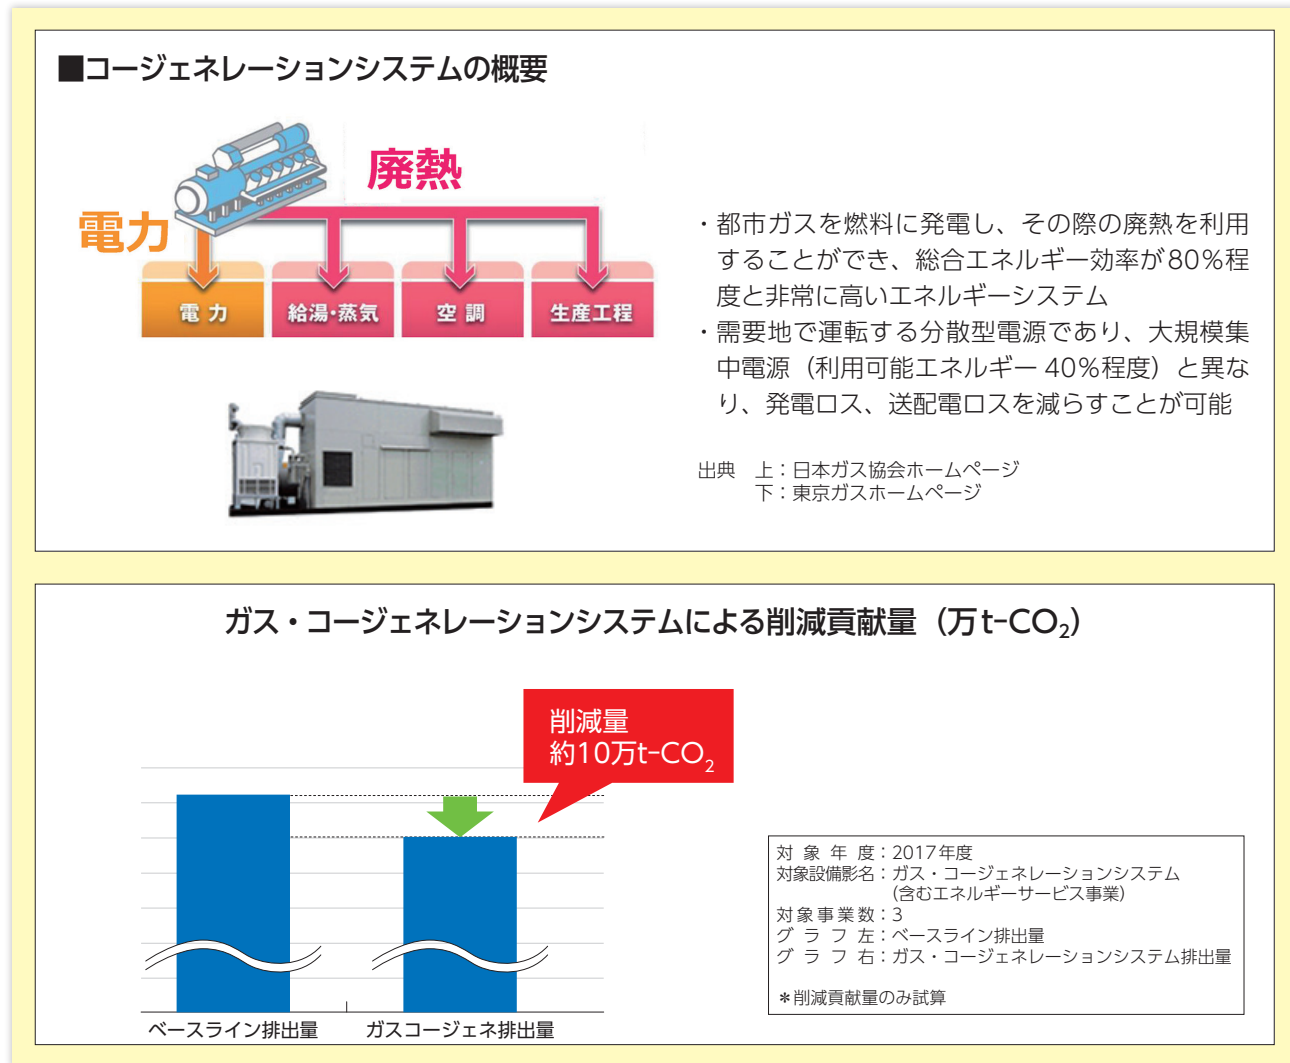 ■コージェネレーションシステムの概要
廃熱
電力
電力
給湯・蒸気
空調
生産工程
・都市ガスを燃料に発電し、その際の廃熱を利用
することができ、総合エネルギー効率が80%程
度と非常に高いエネルギーシステム
・需要地で運転する分散型電源であり、大規模集
中電源（利用可能エネルギー 40%程度）と異な
り、発電ロス、送配電ロスを減らすことが可能
出典　上：日本ガス協会ホームページ
下：東京ガスホームページ
ガス・コージェネレーションシステムによる削減貢献量（万t-CO₂）
削減量
約10万t-CO₂
ベースライン排出量
ガスコージェネ排出量
対象年度：2017年度
対象設備影名：ガス・コージェネレーションシステム
（含むエネルギーサービス事業）
対象事業数：3
グラフ左：ベースライン排出量
グラフ右：ガス・コージェネレーションシステム排出量
＊削減貢献量のみ試算